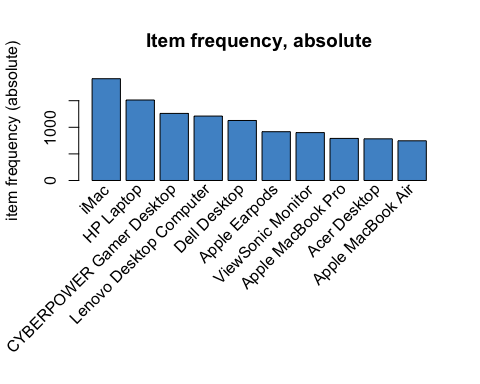 Item frequency, absolute
item frequency (absolute)
0
1000
iMac
HP Laptop
CYBERPOWER Gamer Desktop
Lenovo Desktop Computer
Dell Desktop
Apple Earpods
ViewSonic Monitor
Apple MacBook Pro
Acer Desktop
Apple MacBook Air